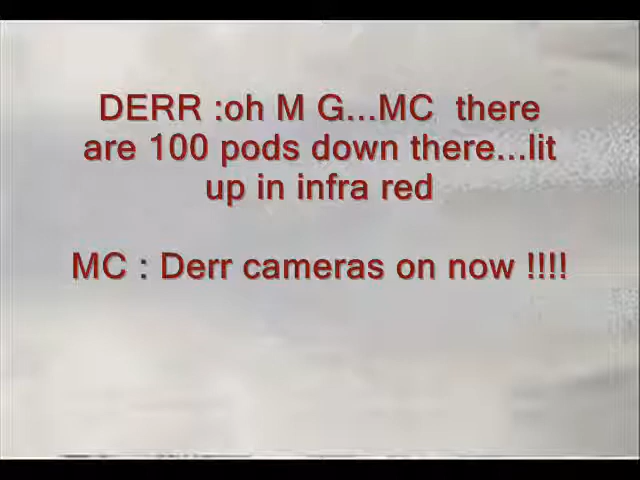 DERR :oh M G...MC  there
are 100 pods down there...lit
up in infra red
MC : Derr cameras on now !!!!